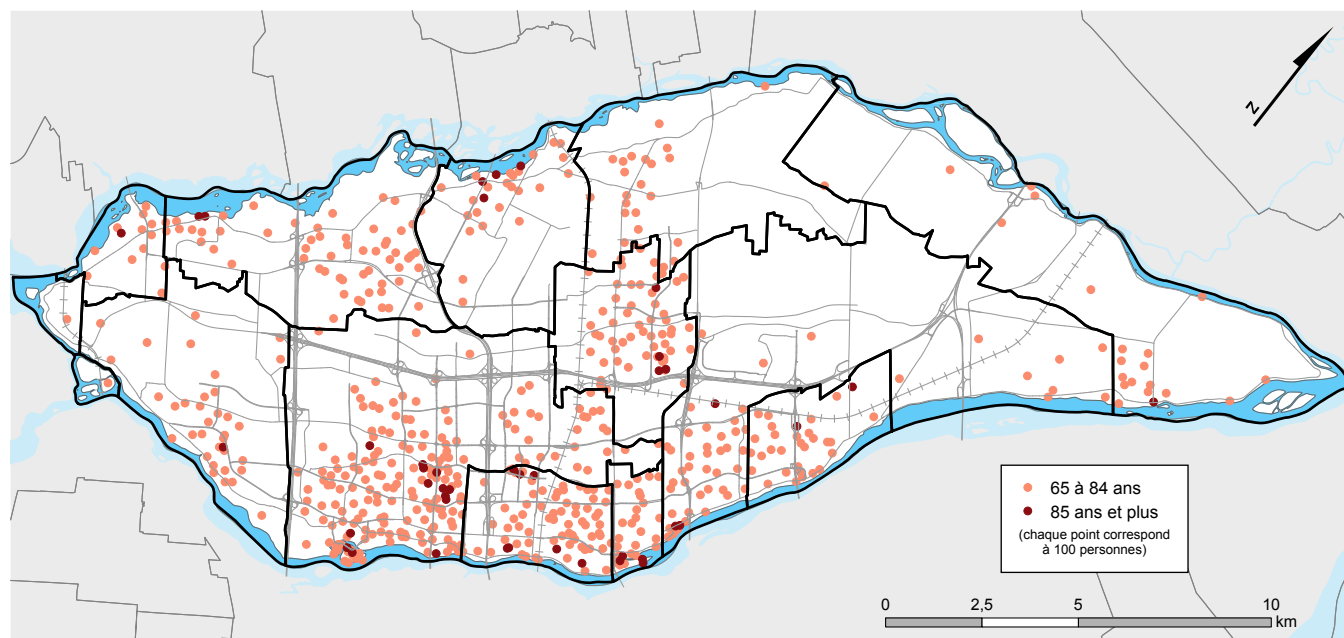 N
65 à 84 ans
85 ans et plus
(chaque point correspond
à 100 personnes)
0 2,5 5 10
km